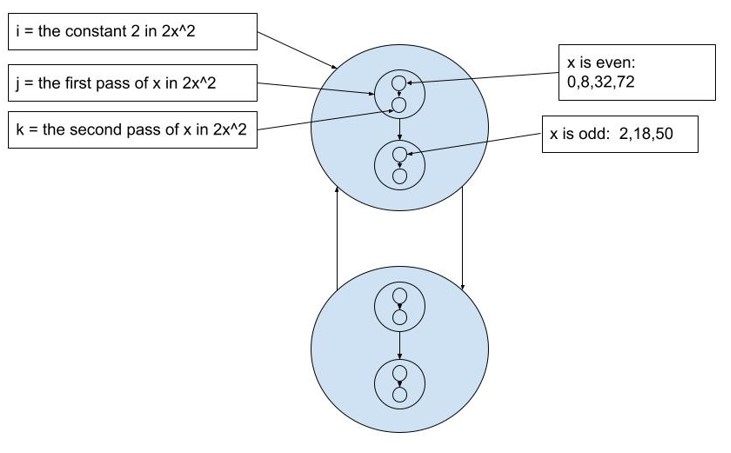 i = the constant 2 in 2x^2
j = the first pass of x in 2x^2
k = the second pass of x in 2x^2
x is even:
0,8,32,72
x is odd:  2,18,50